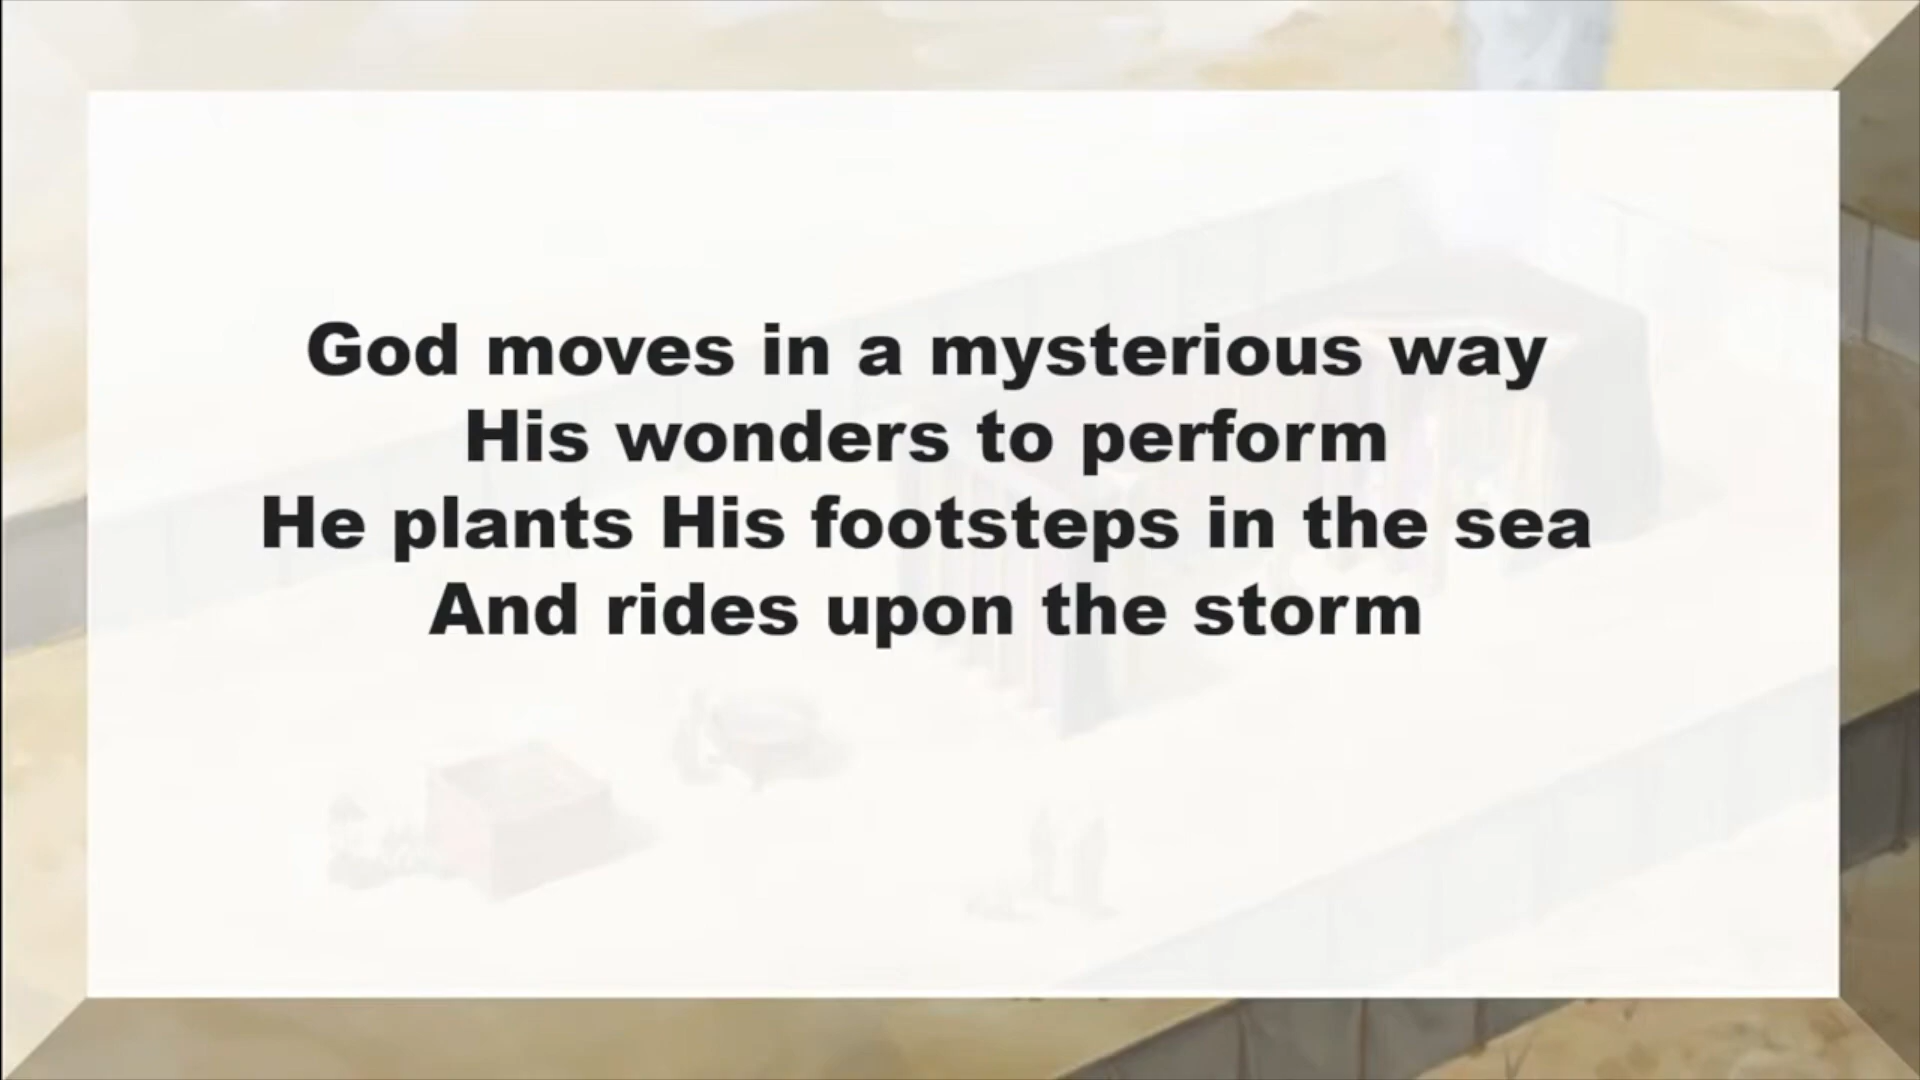 God moves in a mysterious way
His wonders to perform
He plants His footsteps in the sea
And rides upon the storm